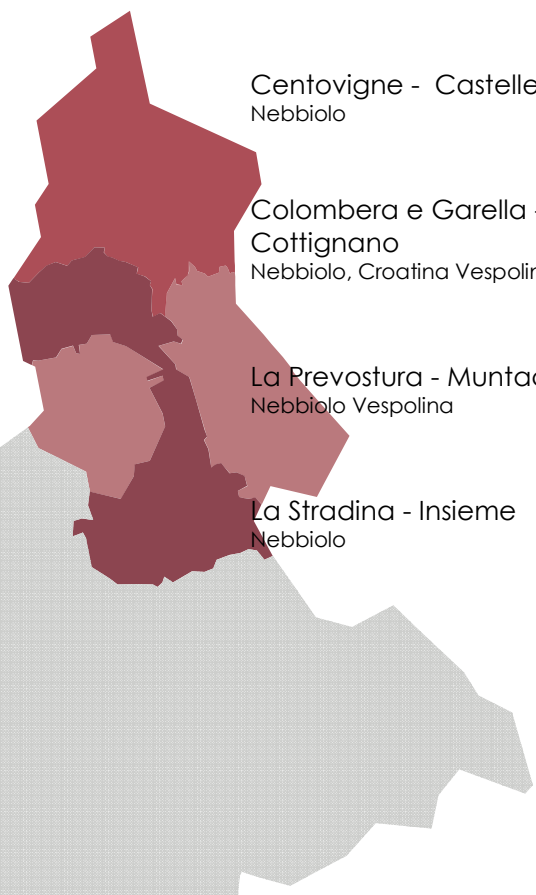 Centovigne - Castelle
Nebbiolo
Colombera e Garella -
Cottignano
Nebbiolo, Croatina Vespolin
La Prevostura - Muntac
Nebbiolo Vespolina
La Stradina - Insieme
Nebbiolo